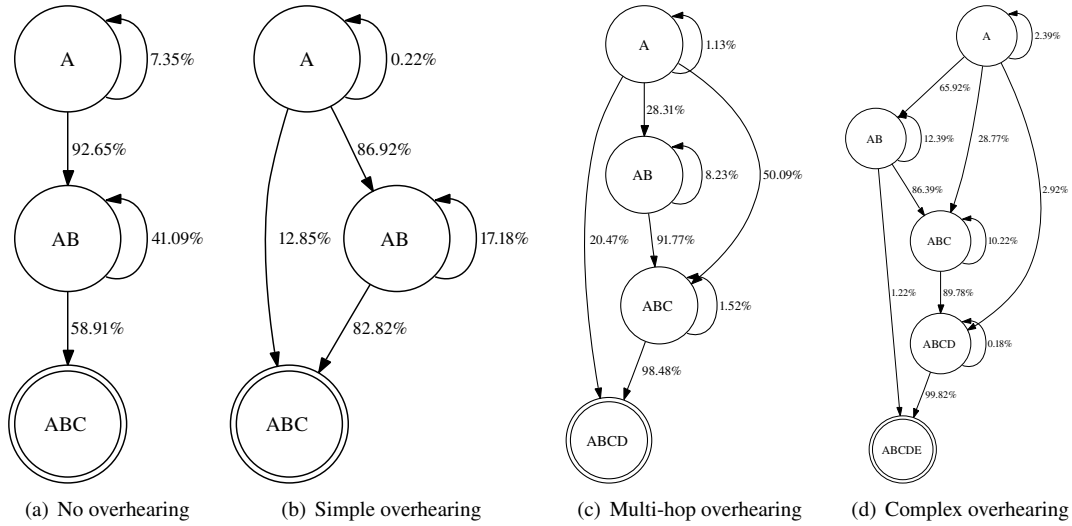 A
7.35%
92.65%
AB
41.09%
58.91%
ABC
(a) No overhearing
A
0.22%
86.92%
12.85%
AB
17.18%
82.82%
ABC
(b) Simple overhearing
A
1.13%
28.31%
AB
8.23%
50.09%
20.47%
91.77%
ABC
1.52%
98.48%
ABCD
(c) Multi-hop overhearing
A
2.39%
65.92%
AB
12.39%
28.77%
86.39%
2.92%
ABC
10.22%
1.22%
89.78%
ABCD
0.18%
99.82%
ABCDE
(d) Complex overhearing